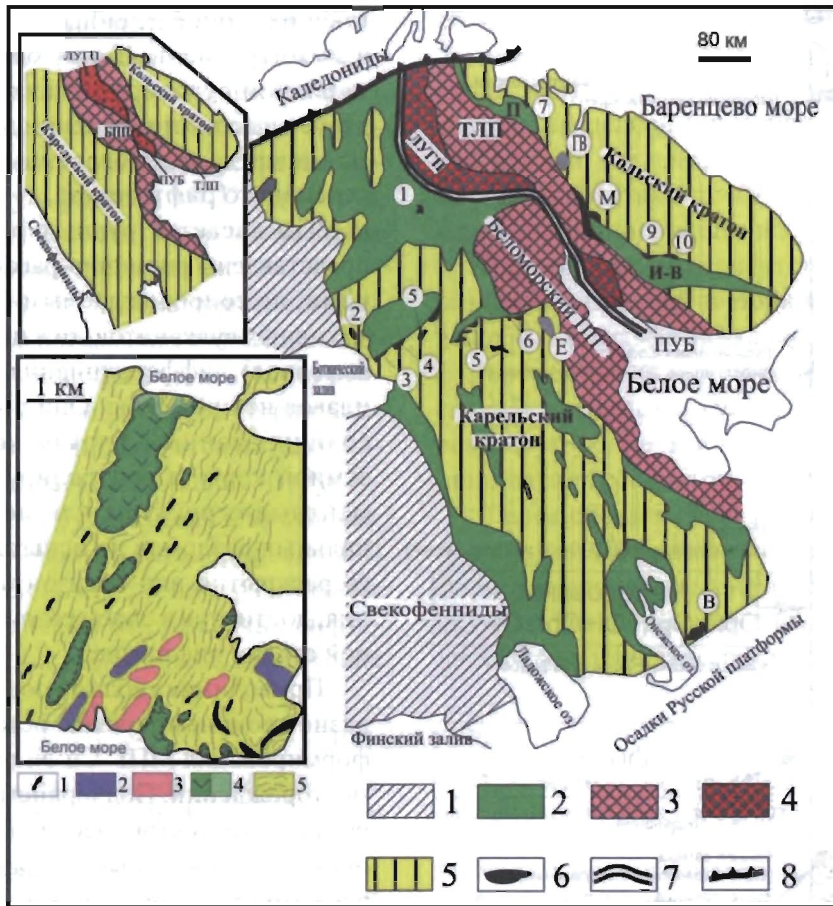 ЛУГП
Кольский кратон
БПП
Карельский кратон
ПУБ
ТЛП
Свекофенниды
Каледониды
80 км
Баренцево море
П
7
ТЛП
ГВ
ЛУГП
Кольский кратон
М
1
9
10
И-В
Беломорский ПП
5
2
6
Е
ПУБ
4
5
3
Ботнический
залив
Белое море
Карельский
кратон
Свекофенниды
В
Онежское оз.
Ладожское оз.
Осадки Русской платформы
Финский залив
Белое море
1 км
Белое море
1
2
3
4
5
1
2
3
4
5
6
7
8